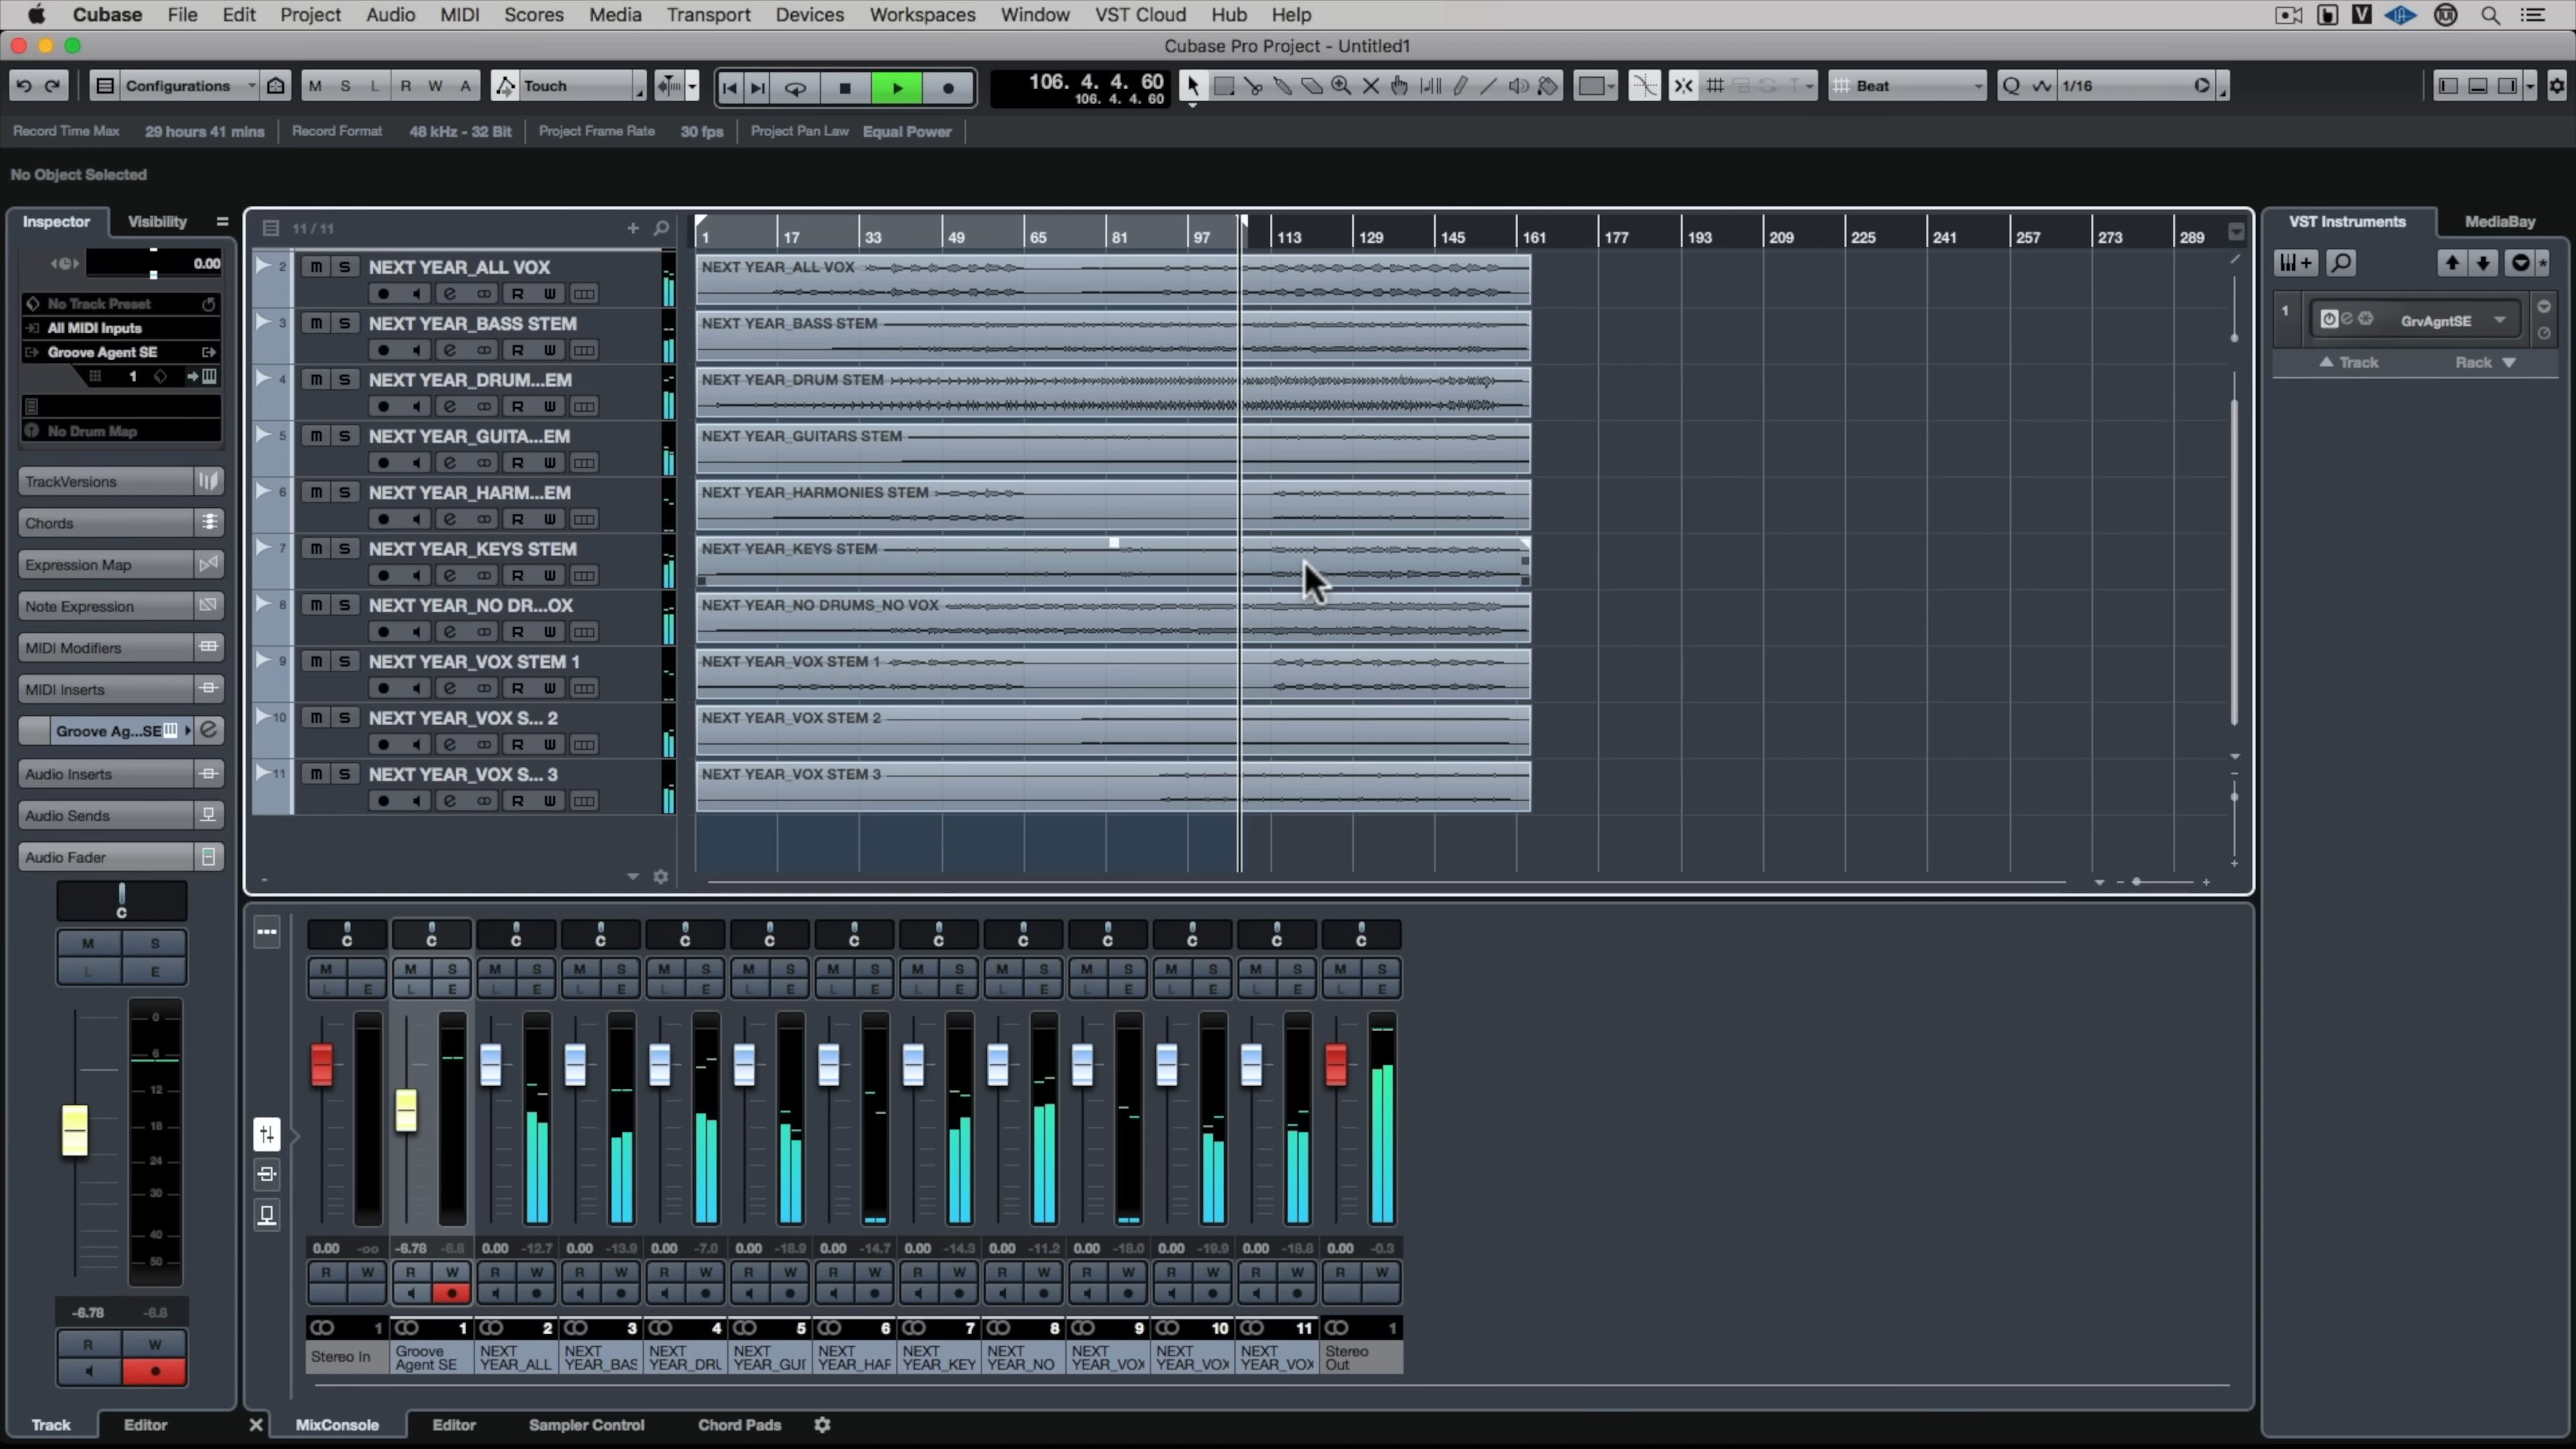 Cubase File Edit Project Audio MIDI Scores Media Transport Devices Workspaces Window VST Cloud Hub Help
Cubase Pro Project - Untitled1
Configurations M S L R W A Touch 106. 4. 4. 60 Beat Q 1/16
106. 4. 4. 60
Record Time Max 29 hours 41 mins Record Format 48 kHz - 32 Bit Project Frame Rate 30 fps Project Pan Law Equal Power
No Object Selected
Inspector Visibility
0.00
No Track Preset
All MIDI Inputs
Groove Agent SE
1
No Drum Map
TrackVersions
Chords
Expression Map
Note Expression
MIDI Modifiers
MIDI Inserts
Groove Ag...SE
Audio Inserts
Audio Sends
Audio Fader
C
M S
L E
0
6
12
18
24
30
40
50
-6.78 -6.8
R W
Track Editor
11 / 11
1 17 33 49 65 81 97 113 129 145 161 177 193 209 225 241 257 273 289
2 m S NEXT YEAR_ALL VOX
R W
NEXT YEAR_ALL VOX
3 m S NEXT YEAR_BASS STEM
R W
NEXT YEAR_BASS STEM
4 m S NEXT YEAR_DRUM...EM
R W
NEXT YEAR_DRUM STEM
5 m S NEXT YEAR_GUITA...EM
R W
NEXT YEAR_GUITARS STEM
6 m S NEXT YEAR_HARM...EM
R W
NEXT YEAR_HARMONIES STEM
7 m S NEXT YEAR_KEYS STEM
R W
NEXT YEAR_KEYS STEM
8 m S NEXT YEAR_NO DR...OX
R W
NEXT YEAR_NO DRUMS_NO VOX
9 m S NEXT YEAR_VOX STEM 1
R W
NEXT YEAR_VOX STEM 1
10 m S NEXT YEAR_VOX S... 2
R W
NEXT YEAR_VOX STEM 2
11 m S NEXT YEAR_VOX S... 3
R W
NEXT YEAR_VOX STEM 3
VST Instruments MediaBay
1 GrvAgntSE
Track Rack
C C C C C C C C C C C C C
M M S M S M S M S M S M S M S M S M S M S M S M S
L E L E L E L E L E L E L E L E L E L E L E L E L E
0.00 -oo -6.78 -6.8 0.00 -12.7 0.00 -13.9 0.00 -7.0 0.00 -18.9 0.00 -14.7 0.00 -14.3 0.00 -11.2 0.00 -18.0 0.00 -19.9 0.00 -18.8 0.00 -0.3
R W R W R W R W R W R W R W R W R W R W R W R W R W
1 1 2 3 4 5 6 7 8 9 10 11 1
Stereo In Groove NEXT NEXT NEXT NEXT NEXT NEXT NEXT NEXT NEXT NEXT Stereo
Agent SE YEAR_ALL YEAR_BAS YEAR_DRU YEAR_GUI YEAR_HAR YEAR_KEY YEAR_NO YEAR_VOX YEAR_VOX YEAR_VOX Out
MixConsole Editor Sampler Control Chord Pads